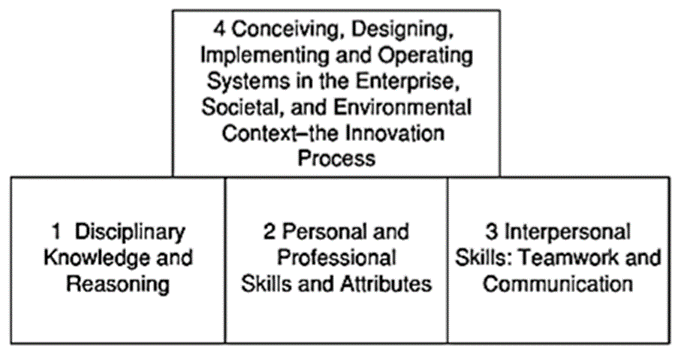 4 Conceiving, Designing,
Implementing and Operating
Systems in the Enterprise,
Societal, and Environmental
Context–the Innovation
Process
1 Disciplinary
Knowledge and
Reasoning
2 Personal and
Professional
Skills and Attributes
3 Interpersonal
Skills: Teamwork and
Communication